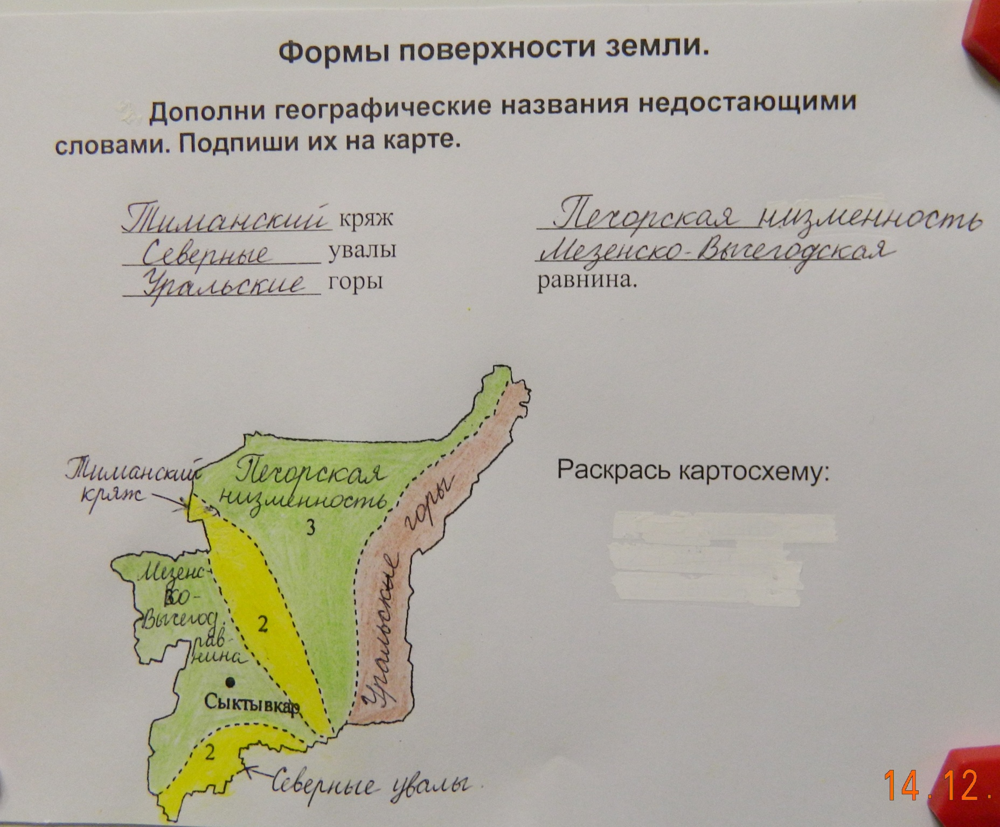 Формы поверхности земли.
Дополни географические названия недостающими
словами. Подпиши их на карте.
Тиманский кряж
Северные увалы
Уральские горы
Печорская низменность
Мезенско-Вычегодская
равнина.
Тиманский
кряж
Печорская
низменность
3
Уральские горы
Раскрась картосхему:
Мезенс-
ко-
Вычегод.
рав-
нина
2
Сыктывкар
2
Северные увалы.
14.12.